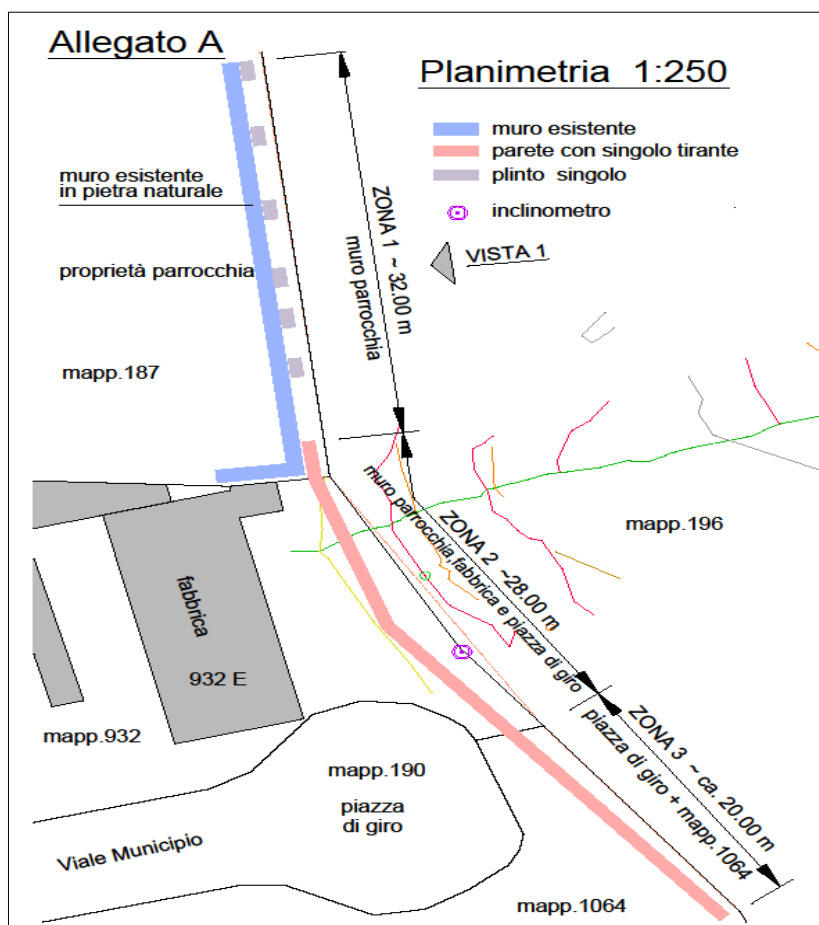 Allegato A
Planimetria 1:250
muro esistente
parete con singolo tirante
plinto singolo
inclinometro
VISTA 1
muro esistente
in pietra naturale
proprietà parrocchia
mapp.187
ZONA 1 ~ 32.00 m
muro parrocchia
mapp.196
ZONA 2 ~28.00 m
muro parrocchia,fabbrica e piazza di giro
fabbrica
932 E
mapp.932
ZONA 3 ~ ca. 20.00 m
piazza di giro + mapp.1064
mapp.190
piazza
di giro
Viale Municipio
mapp.1064